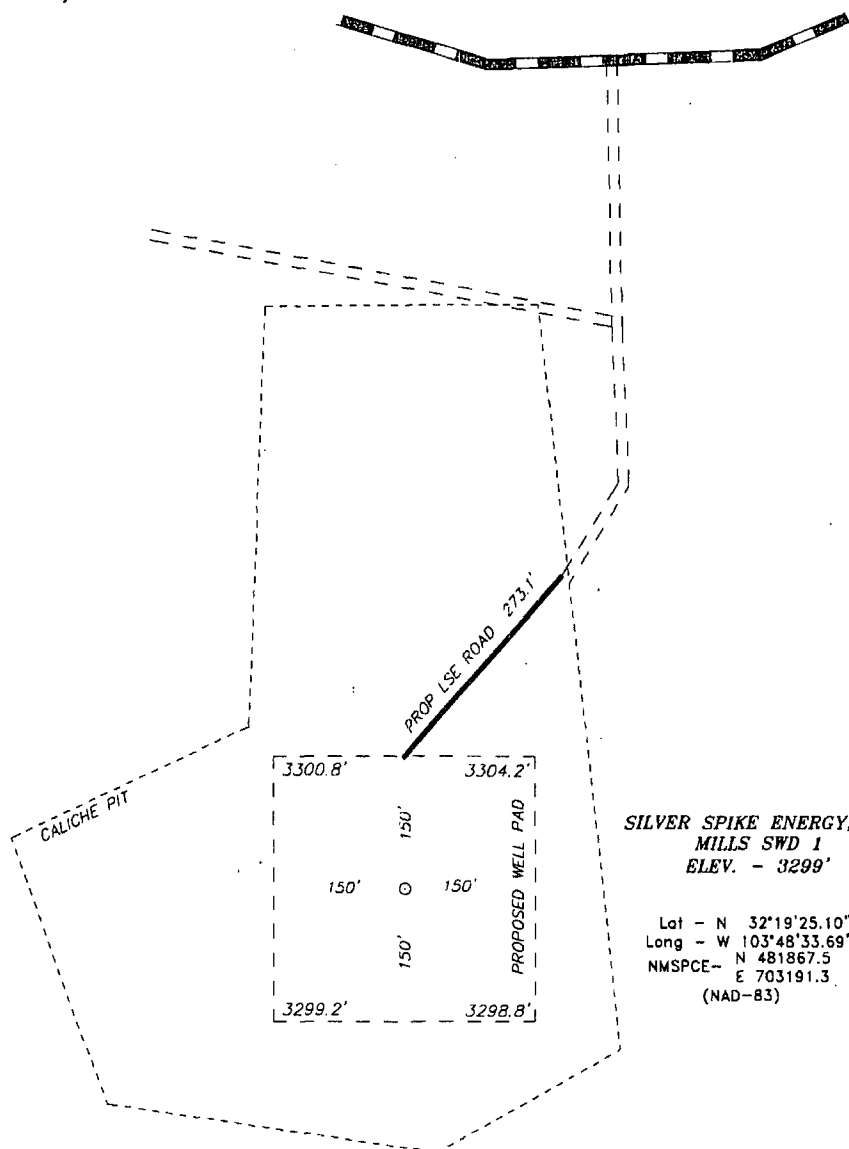 PROP LSE ROAD 273.1'
3300.8' 3304.2'
CALICHE PIT
150'
PROPOSED WELL PAD
150' 150'
150'
3299.2' 3298.8'
SILVER SPIKE ENERGY,
MILLS SWD 1
ELEV. - 3299'
Lat - N 32°19'25.10"
Long - W 103°48'33.69"
NMSPCE- N 481867.5
E 703191.3
(NAD-83)